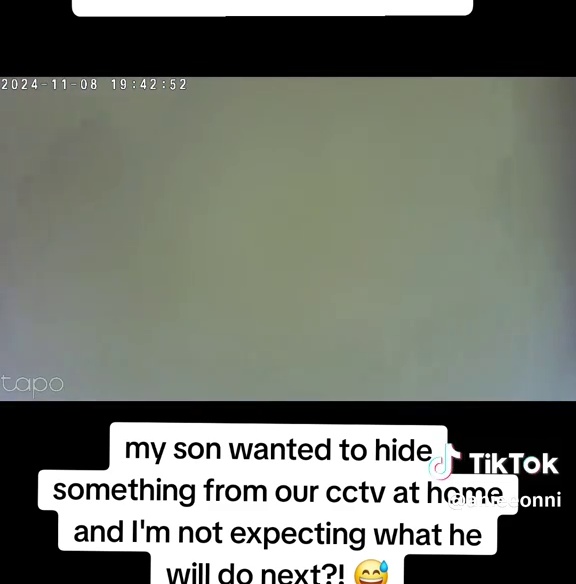 2024-11-08 19:42:52
tapo
my son wanted to hide
TikTok
something from our cctv at home
and I'm not expecting what he
will do next?! 😅